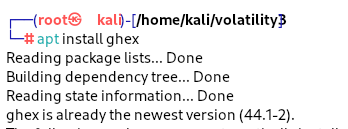 ┌──(root㉿kali)-[/home/kali/volatility3]
└─# apt install ghex
Reading package lists... Done
Building dependency tree... Done
Reading state information... Done
ghex is already the newest version (44.1-2).